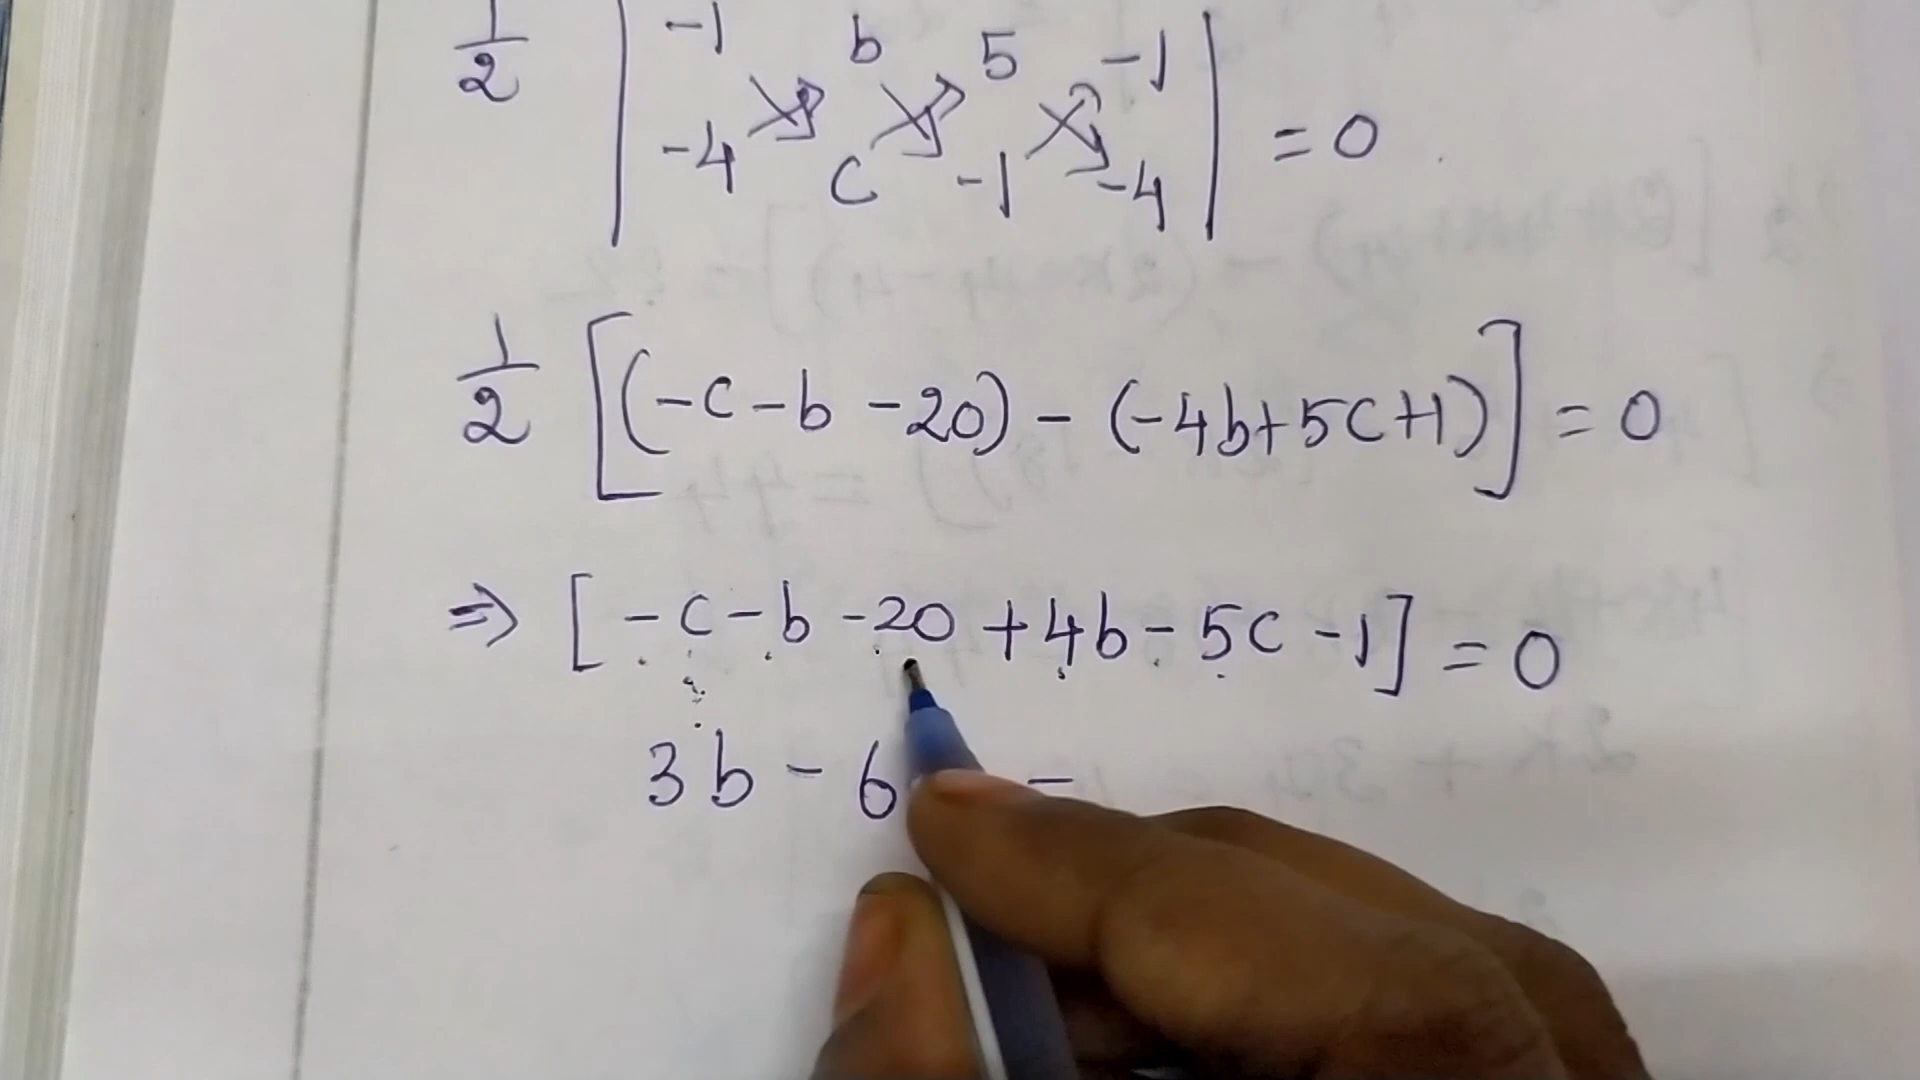 1/2 | -1 b 5 -1 |
| -4 c -1 -4 | = 0
1/2 [(-c-b-20) - (-4b+5c+1)] = 0
⇒ [-c-b-20+4b-5c-1] = 0
3b - 6 -